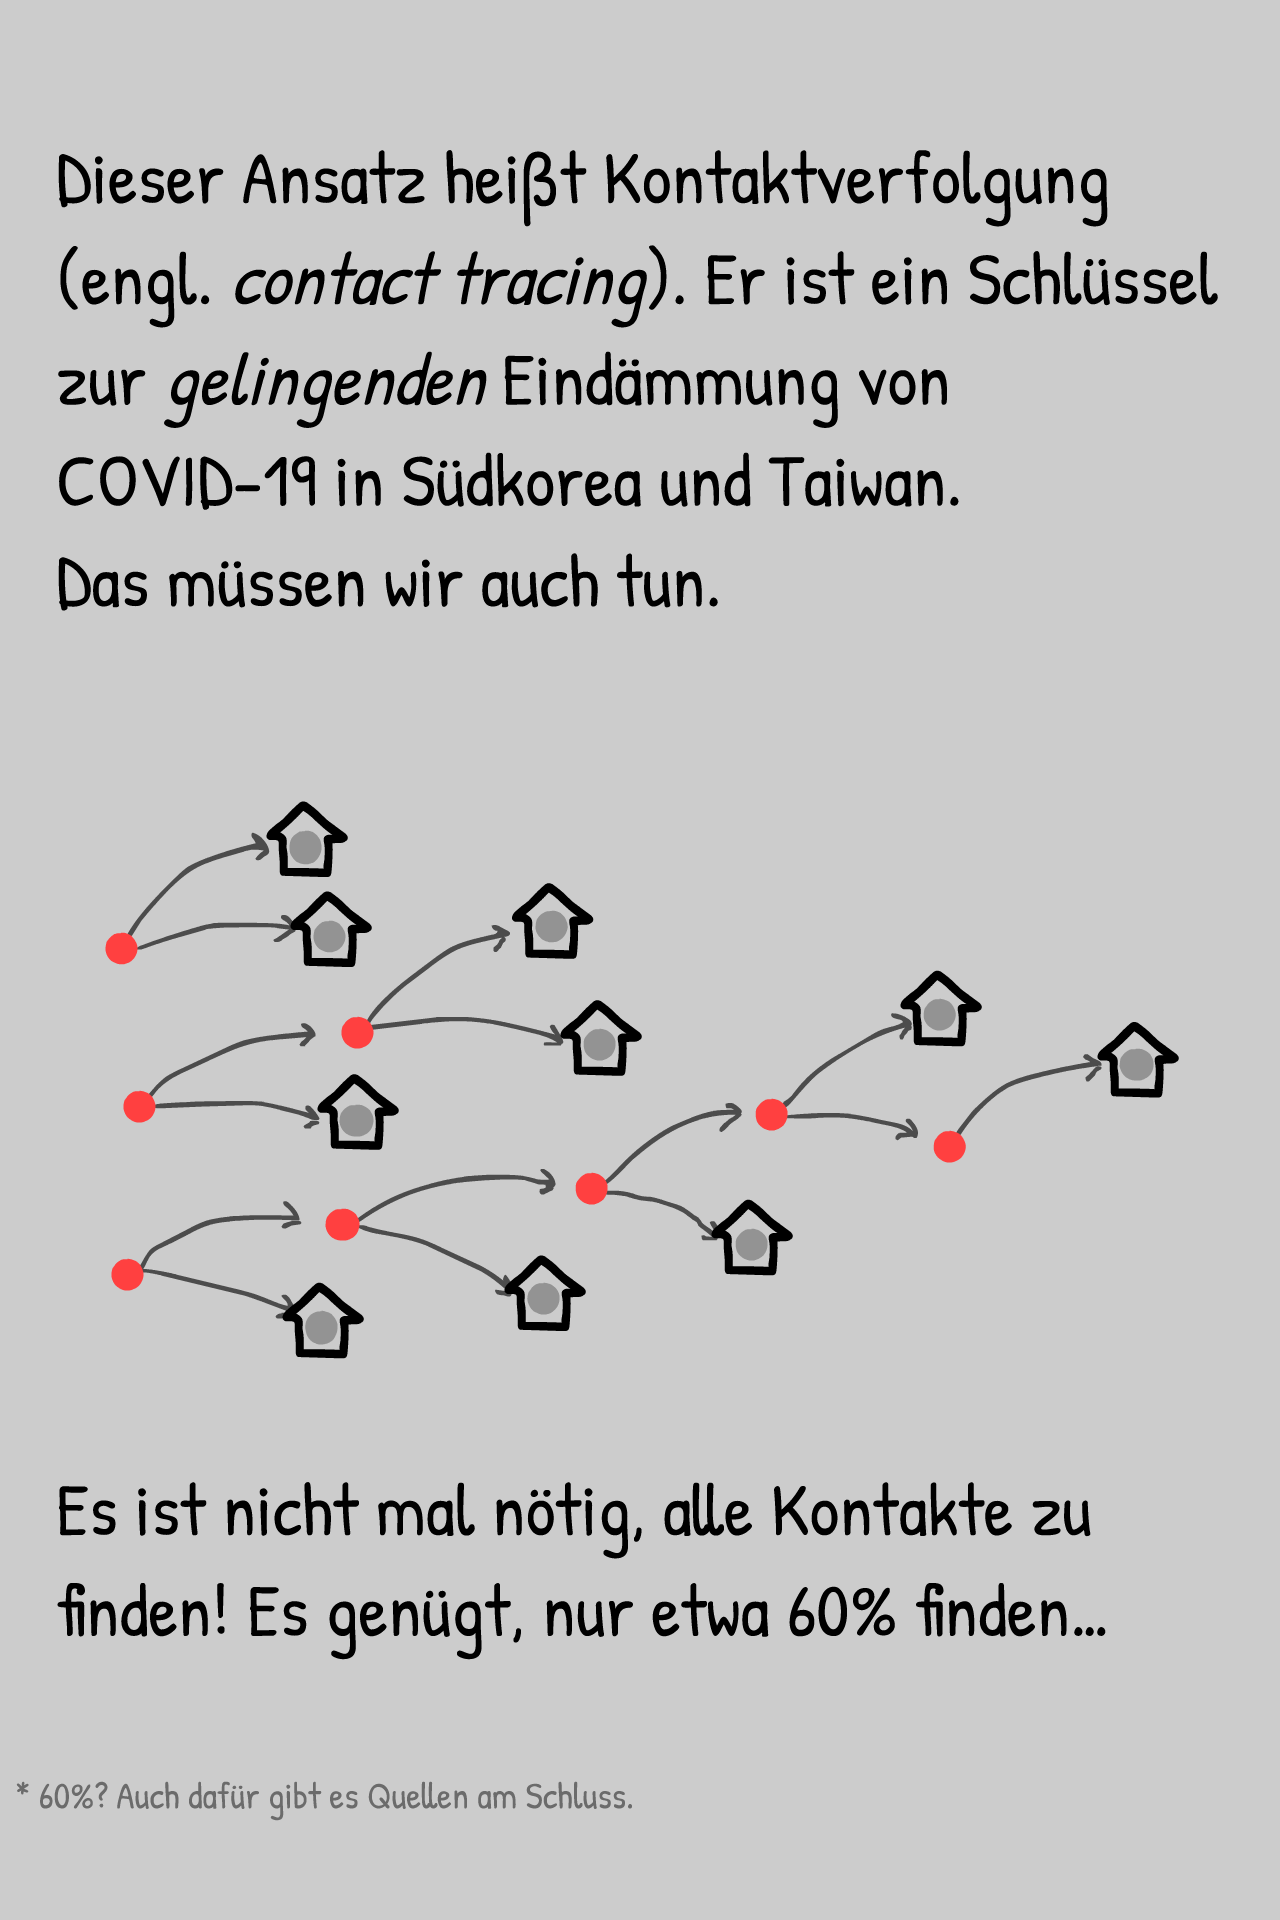 Dieser Ansatz heißt Kontaktverfolgung
(engl. contact tracing). Er ist ein Schlüssel
zur gelingenden Eindämmung von
COVID-19 in Südkorea und Taiwan.
Das müssen wir auch tun.
Es ist nicht mal nötig, alle Kontakte zu
finden! Es genügt, nur etwa 60% finden...
* 60%? Auch dafür gibt es Quellen am Schluss.